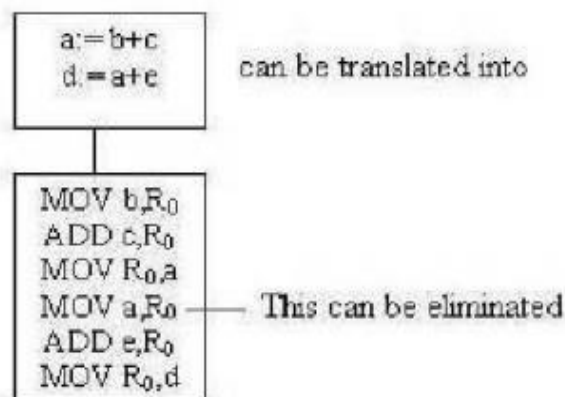 a:=b+c
d:=a+e
can be translated into
MOV b,R₀
ADD c,R₀
MOV R₀,a
MOV a,R₀
This can be eliminated
ADD e,R₀
MOV R₀,d